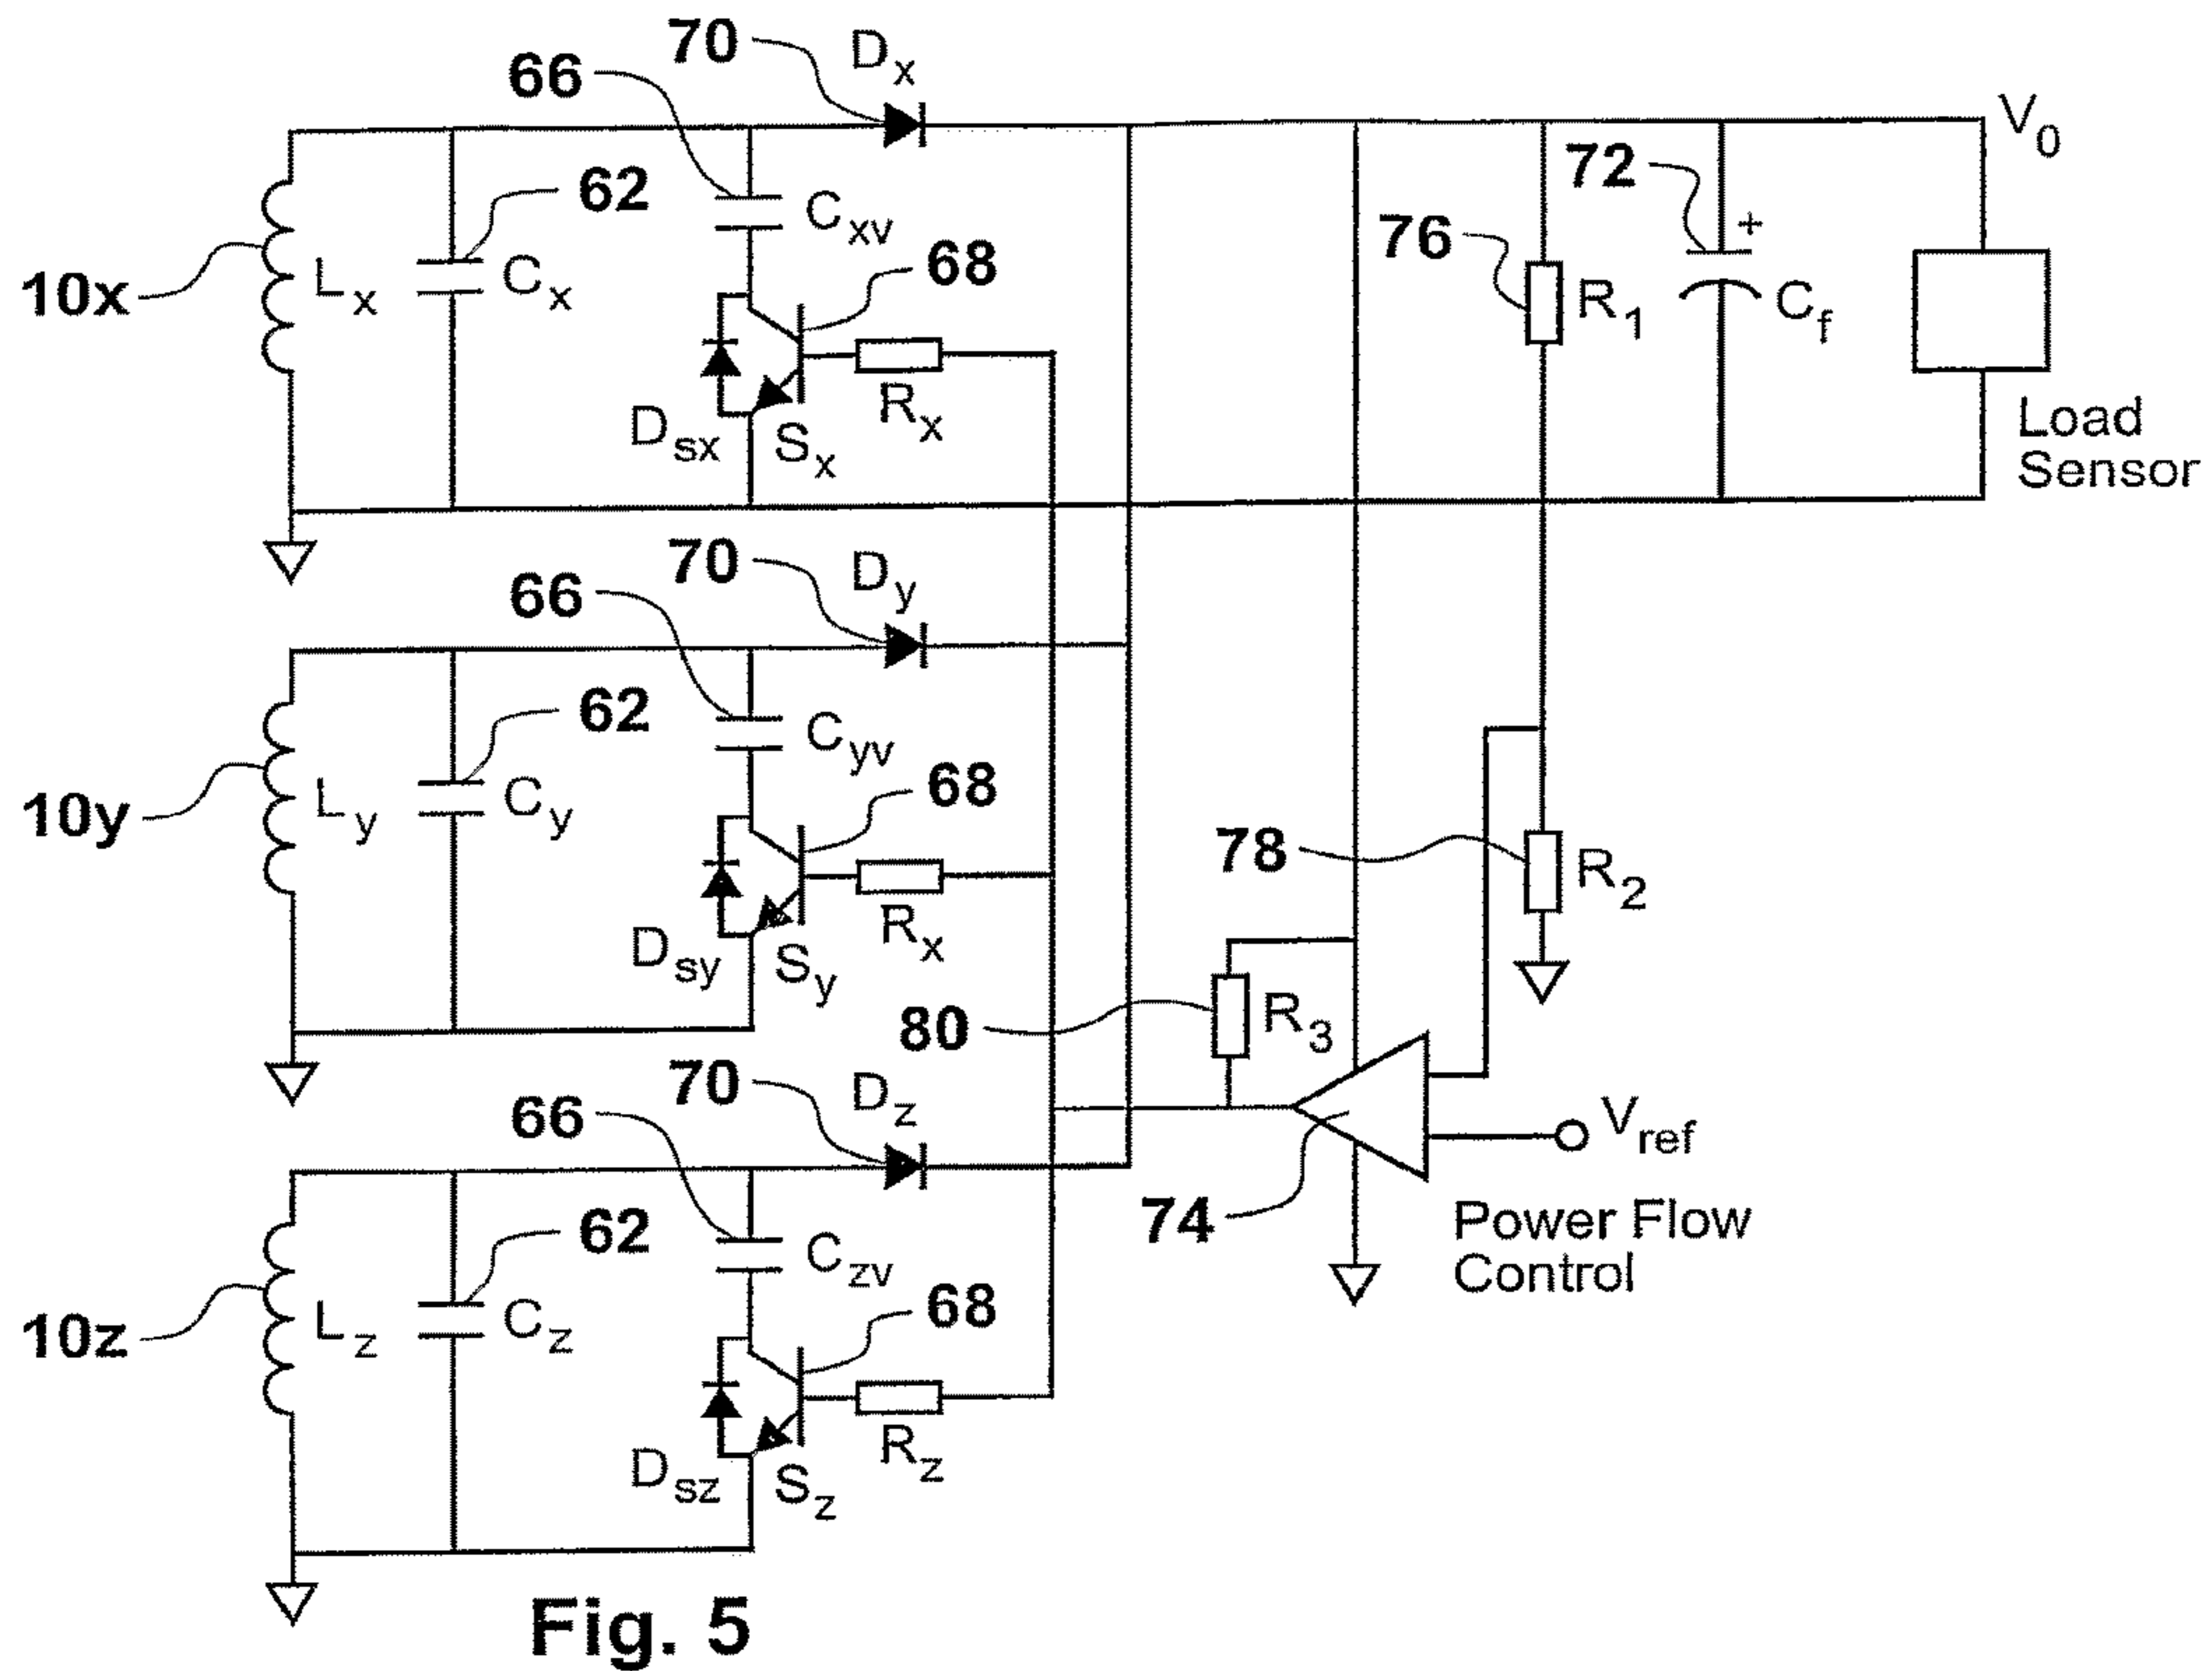 70 Dx
66
V0
62
72
Cxv
76
+
68
10x
Lx
Cx
R1
Cf
Rx
Dsx
Sx
Load
Sensor
70 Dy
66
62
Cyv
68
10y
Ly
Cy
78
R2
Rx
Dsy
Sy
80
R3
70 Dz
66
Vref
62
74
Power Flow
Control
Czv
68
10z
Lz
Cz
Rz
Dsz
Sz
Fig. 5